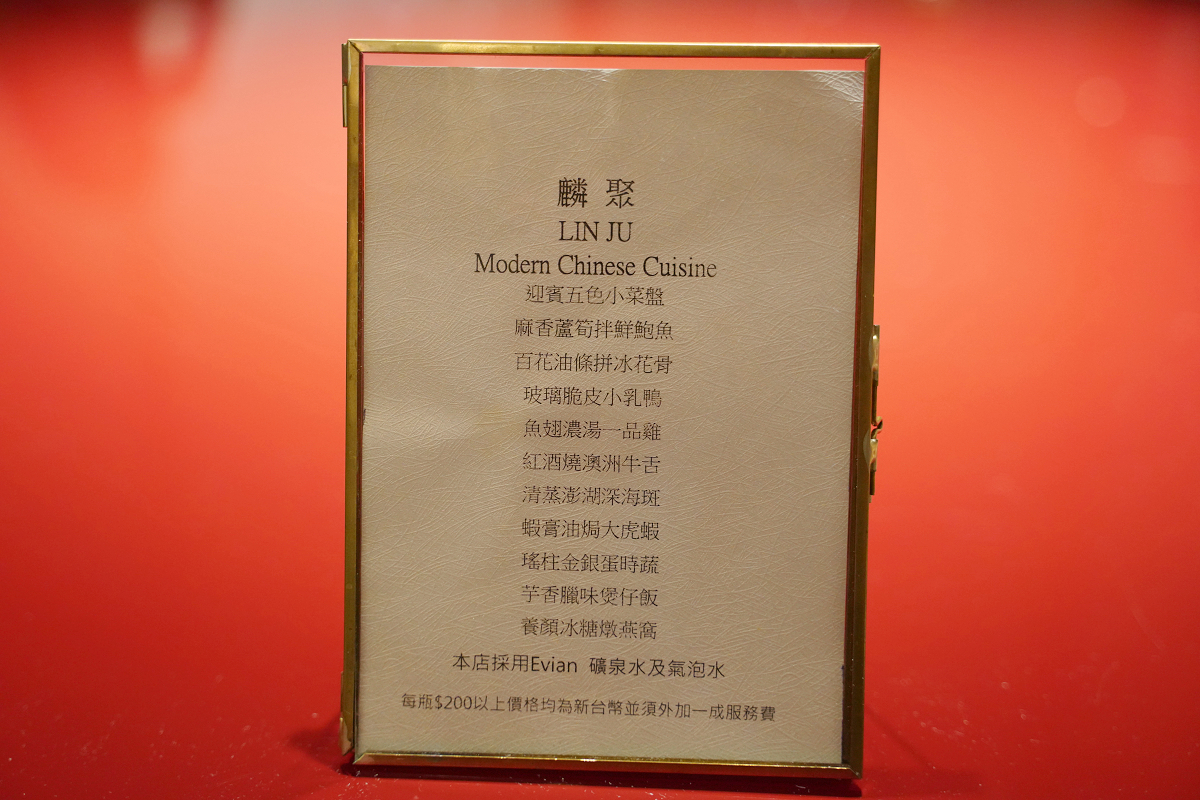 麟 聚
LIN JU
Modern Chinese Cuisine
迎賓五色小菜盤
麻香蘆筍拌鮮鮑魚
百花油條拼冰花骨
玻璃脆皮小乳鴨
魚翅濃湯一品雞
紅酒燒澳洲牛舌
清蒸澎湖深海斑
蝦膏油焗大虎蝦
瑤柱金銀蛋時蔬
芋香臘味煲仔飯
養顏冰糖燉燕窩
本店採用Evian 礦泉水及氣泡水
每瓶$200以上價格均為新台幣並須外加一成服務費